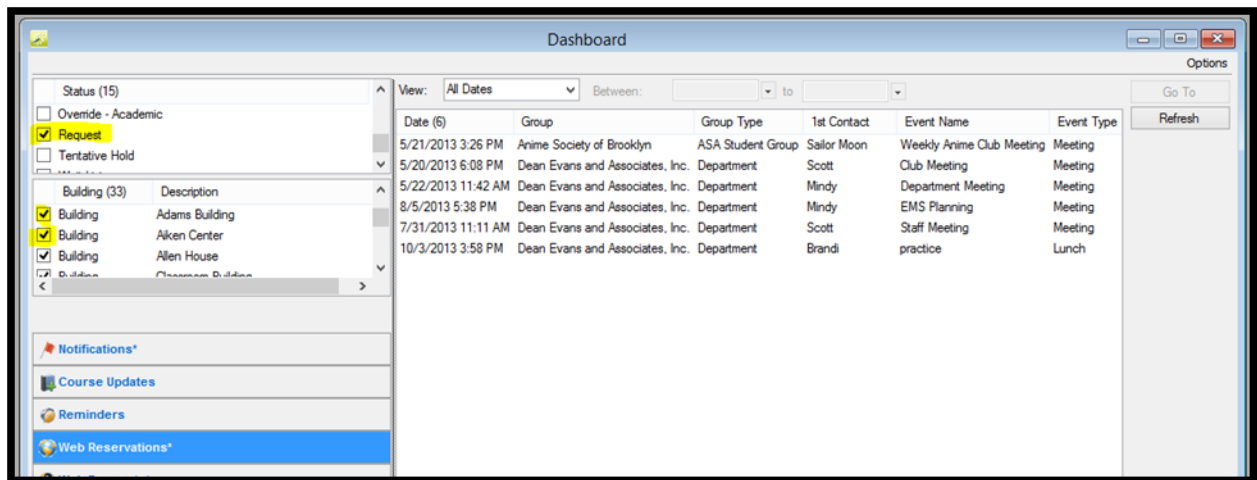 Dashboard
Options
Status (15)
Override - Academic
Request
Tentative Hold
Building (33) Description
Building Adams Building
Building Aiken Center
Building Allen House
Building Classroom Building
Notifications*
Course Updates
Reminders
Web Reservations*
View: All Dates Between: to
Date (6) Group Group Type 1st Contact Event Name Event Type
5/21/2013 3:26 PM Anime Society of Brooklyn ASA Student Group Sailor Moon Weekly Anime Club Meeting Meeting
5/20/2013 6:08 PM Dean Evans and Associates, Inc. Department Scott Club Meeting Meeting
5/22/2013 11:42 AM Dean Evans and Associates, Inc. Department Mindy Department Meeting Meeting
8/5/2013 5:38 PM Dean Evans and Associates, Inc. Department Mindy EMS Planning Meeting
7/31/2013 11:11 AM Dean Evans and Associates, Inc. Department Scott Staff Meeting Meeting
10/3/2013 3:58 PM Dean Evans and Associates, Inc. Department Brandi practice Lunch
Go To
Refresh